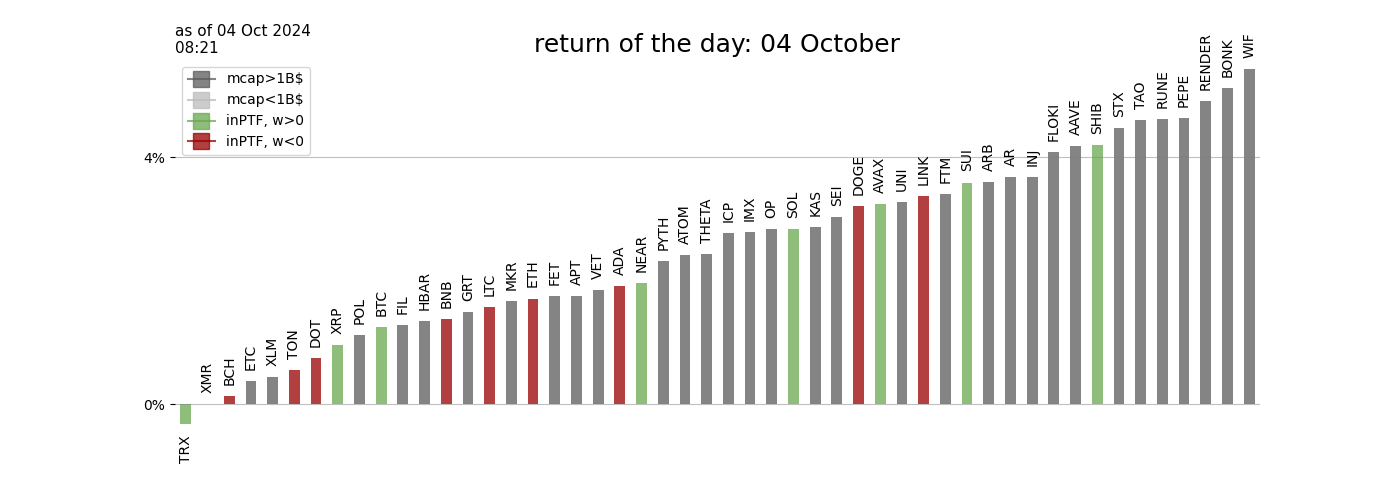 as of 04 Oct 2024
08:21
return of the day: 04 October
mcap>1B$
mcap<1B$
inPTF, w>0
inPTF, w<0
4%
0%
TRX
XMR
BCH
ETC
XLM
TON
DOT
XRP
POL
BTC
FIL
HBAR
BNB
GRT
LTC
MKR
ETH
FET
APT
VET
ADA
NEAR
PYTH
ATOM
THETA
ICP
IMX
OP
SOL
KAS
SEI
DOGE
AVAX
UNI
LINK
FTM
SUI
ARB
AR
INJ
FLOKI
AAVE
SHIB
STX
TAO
RUNE
PEPE
RENDER
BONK
WIF